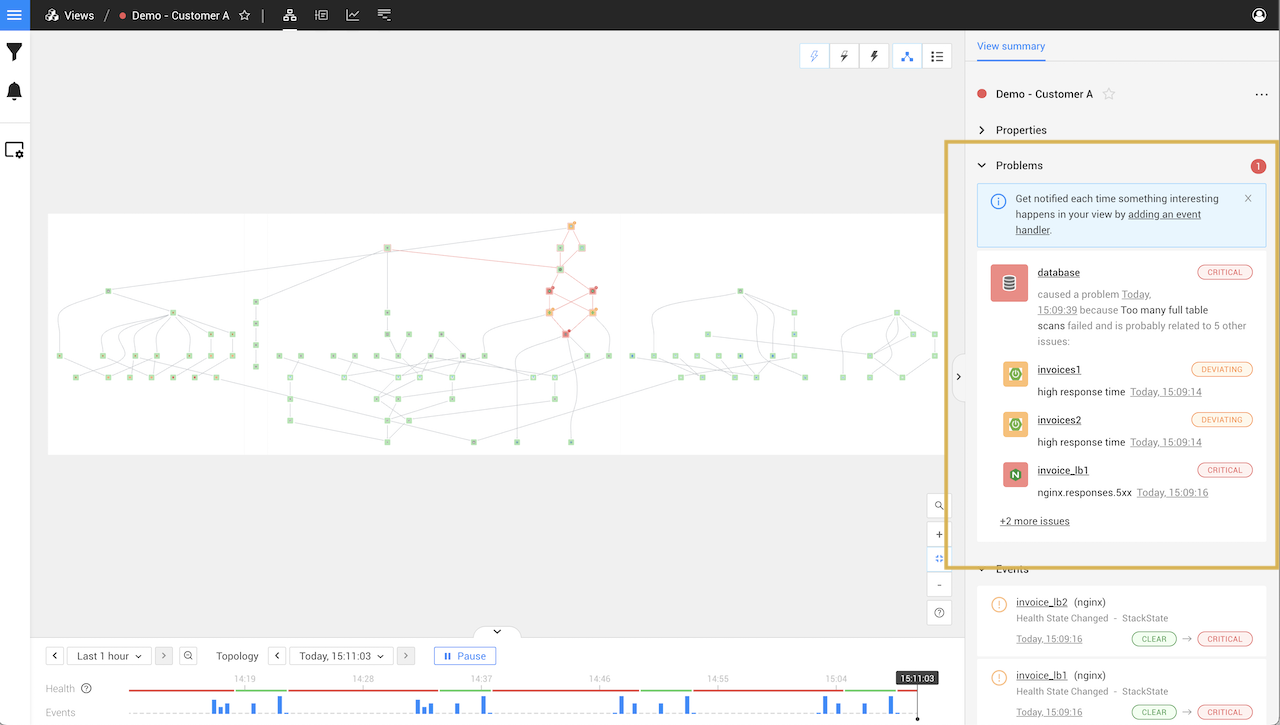 Views / Demo - Customer A
View summary
Demo - Customer A
Properties
Problems 1
Get notified each time something interesting
happens in your view by adding an event
handler.
database CRITICAL
caused a problem Today,
15:09:39 because Too many full table
scans failed and is probably related to 5 other
issues:
invoices1 DEVIATING
high response time Today, 15:09:14
invoices2 DEVIATING
high response time Today, 15:09:14
invoice_lb1 CRITICAL
nginx.responses.5xx Today, 15:09:16
+2 more issues
Events
invoice_lb2 (nginx)
Health State Changed - StackState
Today, 15:09:16 CLEAR → CRITICAL
invoice_lb1 (nginx)
Health State Changed - StackState
Today, 15:09:16 CLEAR → CRITICAL
Last 1 hour Topology Today, 15:11:03 Pause
14:19 14:28 14:37 14:46 14:55 15:04 15:11:03
Health
Events